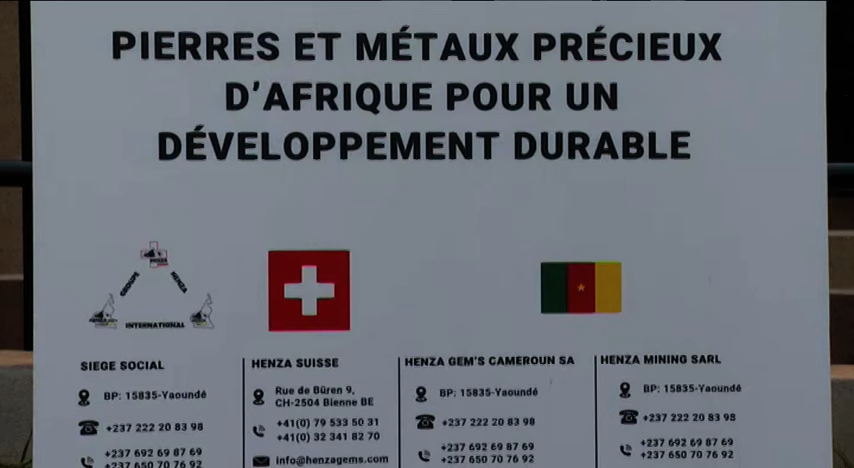 PIERRES ET MÉTAUX PRÉCIEUX
D'AFRIQUE POUR UN
DÉVELOPPEMENT DURABLE
GROUPE
HENZA
INTERNATIONAL
SIEGE SOCIAL
BP: 15835-Yaoundé
+237 222 20 83 98
+237 692 69 87 69
+237 650 70 76 92
HENZA SUISSE
Rue de Büren 9,
CH-2504 Bienne BE
+41(0) 79 533 50 31
+41(0) 32 341 82 70
info@henzagems.com
HENZA GEM'S CAMEROUN SA
BP: 15835-Yaoundé
+237 222 20 83 98
+237 692 69 87 69
+237 650 70 76 92
HENZA MINING SARL
BP: 15835-Yaoundé
+237 222 20 83 98
+237 692 69 87 69
+237 650 70 76 92